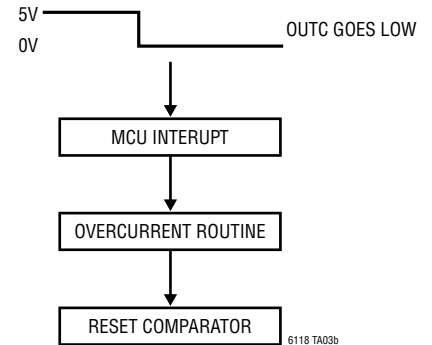 5V
0V
OUTC GOES LOW
MCU INTERUPT
OVERCURRENT ROUTINE
RESET COMPARATOR
6118 TA03b